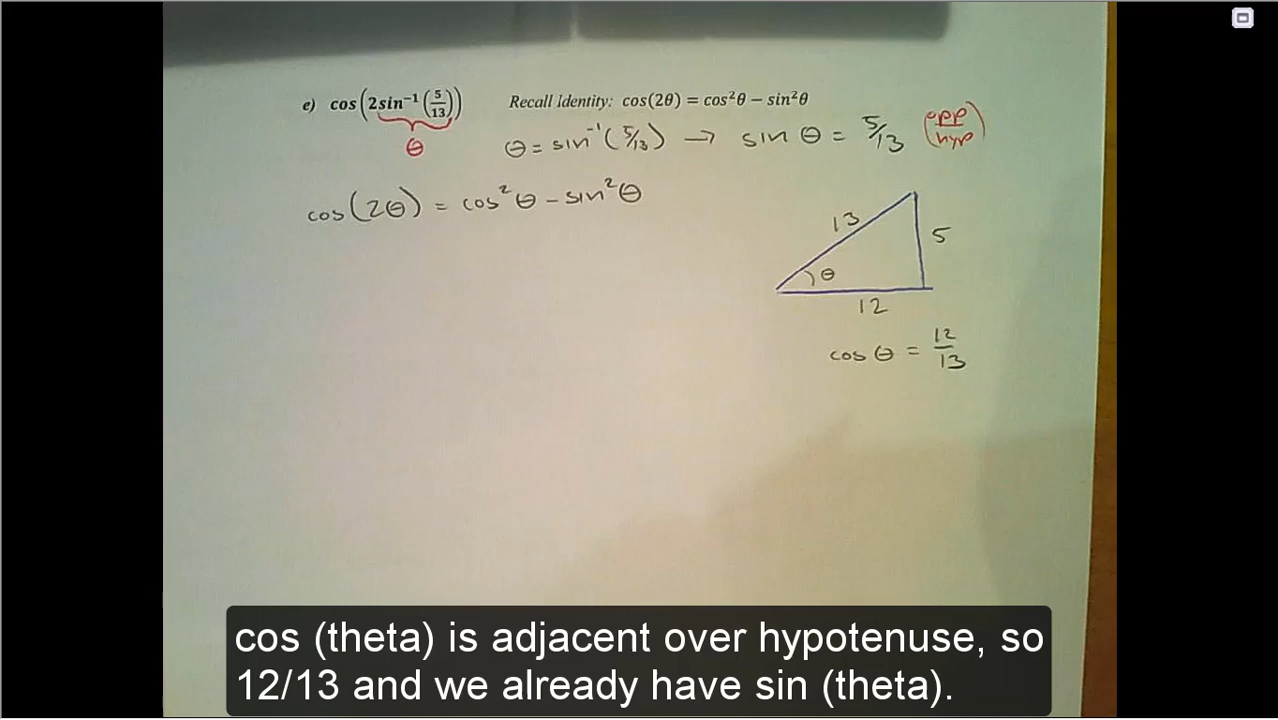 e) cos(2sin⁻¹(5/13)) Recall Identity: cos(2θ) = cos²θ − sin²θ
θ
θ = sin⁻¹(5/13) → sin θ = 5/13 (opp/hyp)
cos(2θ) = cos²θ − sin²θ
13
5
θ
12
cos θ = 12/13
cos (theta) is adjacent over hypotenuse, so
12/13 and we already have sin (theta).